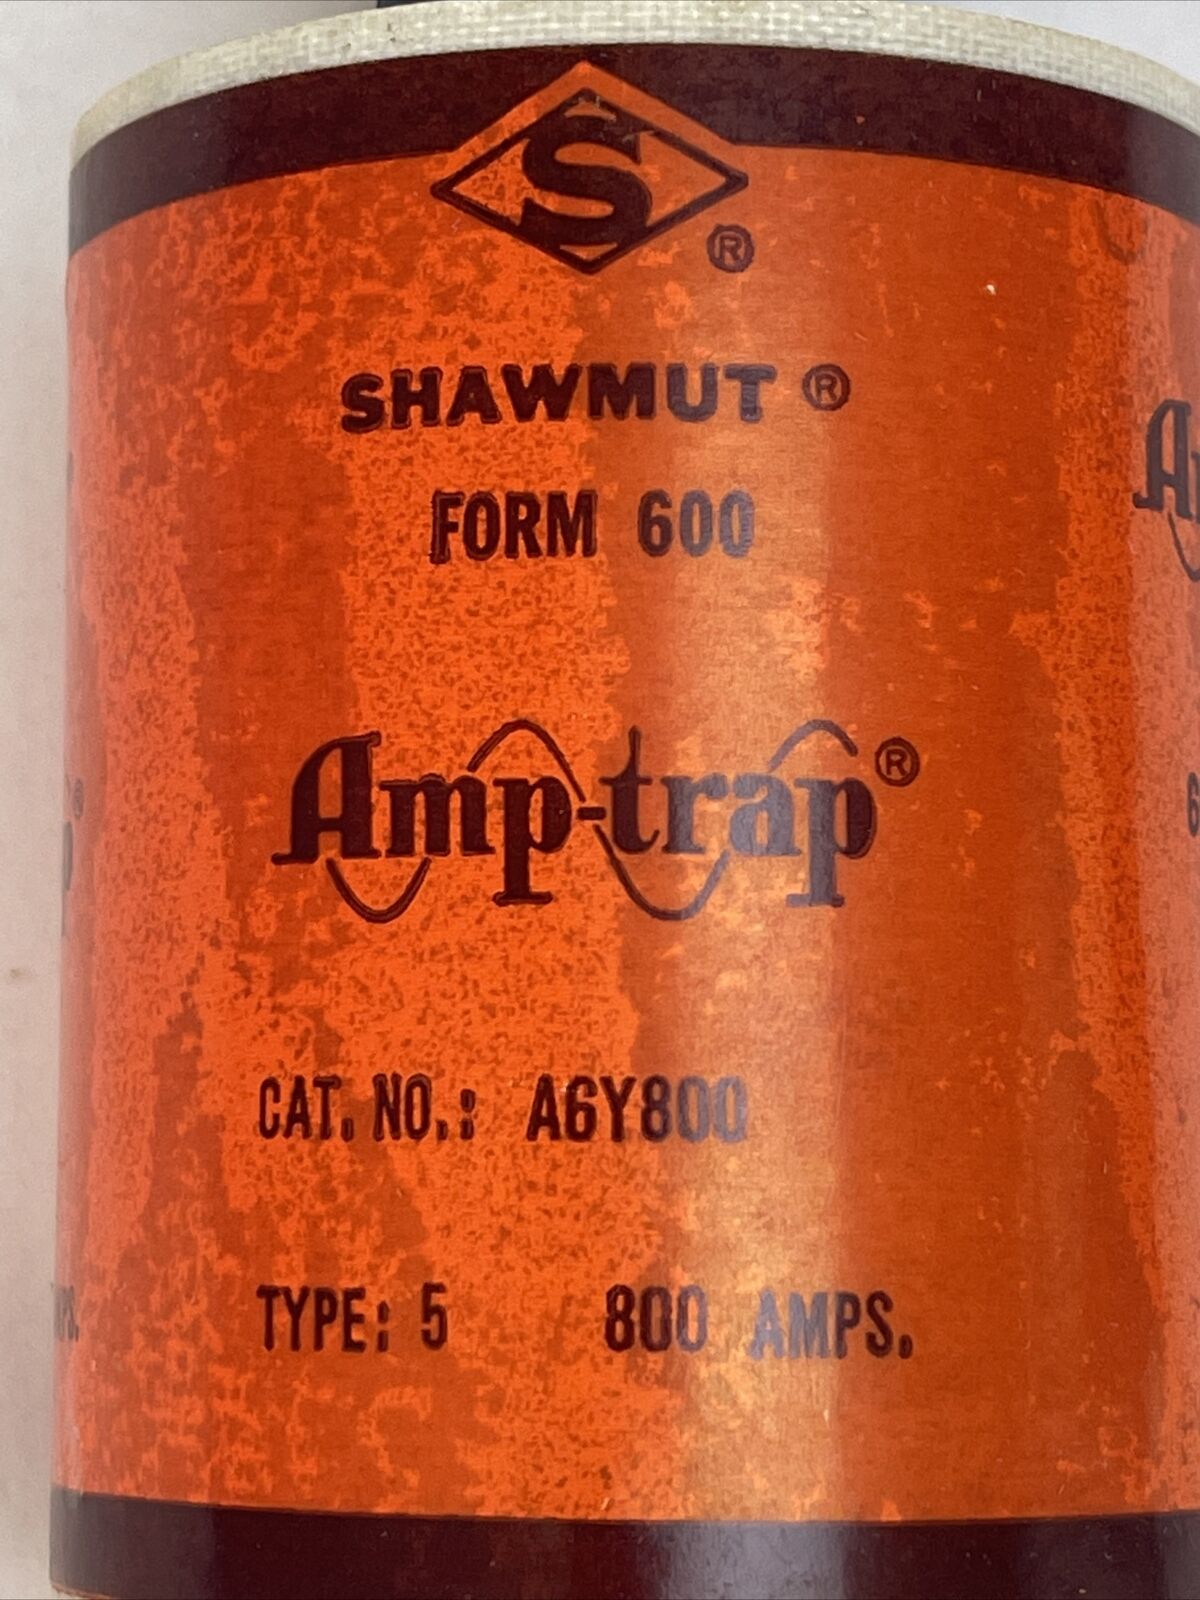 S ®
SHAWMUT ®
FORM 600
Amp-trap ®
CAT. NO.: A6Y800
TYPE: 5 800 AMPS.